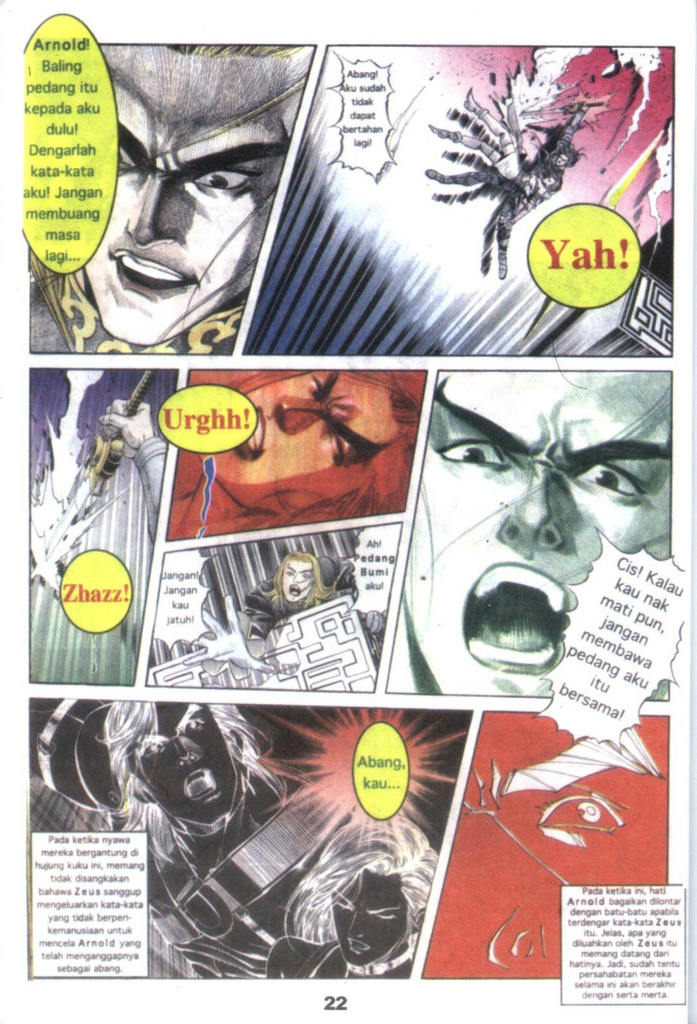 Arnold!
Baling
pedang itu
kepada aku
dulu!
Dengarlah
kata-kata
aku! Jangan
membuang
masa
lagi...
Abang!
Aku sudah
tidak
dapat
bertahan
lagi!
Yah!
Zhazz!
Urghh!
Jangan!
Jangan
kau
jatuh!
Ah!
Pedang
Bumi
aku!
Cis! Kalau
kau nak
mati pun,
jangan
membawa
pedang aku
itu
bersama!
Abang,
kau...
Pada ketika nyawa
mereka bergantung di
hujung kuku ini, memang
tidak disangkakan
bahawa Zeus sanggup
mengeluarkan kata-kata
yang tidak berperi-
kemanusiaan untuk
mencela Arnold yang
telah menganggapnya
sebagai abang.
Pada ketika ini, hati
Arnold bagaikan dilontar
dengan batu-batu apabila
terdengar kata-kata Zeus
itu. Jelas, apa yang
diluahkan oleh Zeus itu
memang datang dari
hatinya. Jadi, sudah tentu
persahabatan mereka
selama ini akan berakhir
dengan serta merta.
22